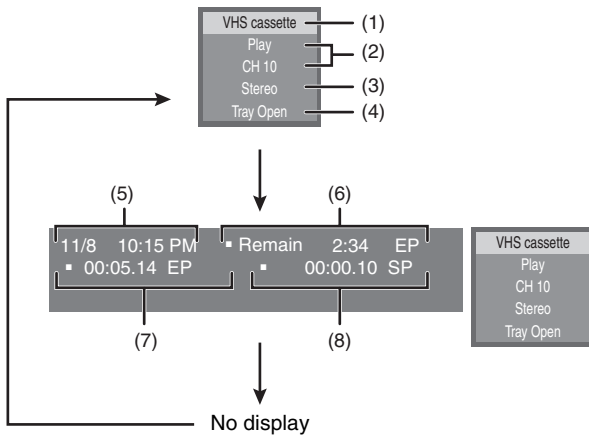 VHS cassette (1)
Play (2)
CH 10
Stereo (3)
Tray Open (4)
(5) (6)
11/8 10:15 PM ▪ Remain 2:34 EP
▪ 00:05.14 EP ▪ 00:00.10 SP
(7) (8)
VHS cassette
Play
CH 10
Stereo
Tray Open
No display